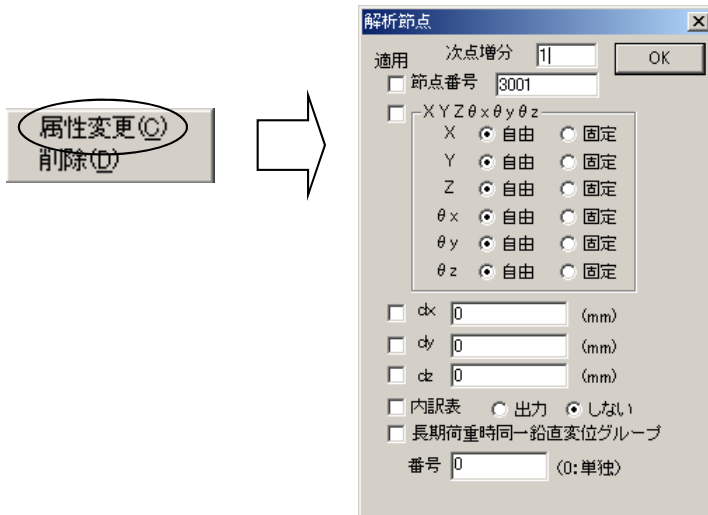 属性変更(C)
削除(D)
解析節点
適用 次点増分 1 OK
節点番号 3001
XYZθxθyθz
X 自由 固定
Y 自由 固定
Z 自由 固定
θx 自由 固定
θy 自由 固定
θz 自由 固定
dx 0 (mm)
dy 0 (mm)
dz 0 (mm)
内訳表 出力 しない
長期荷重時同一鉛直変位グループ
番号 0 (0:単独)